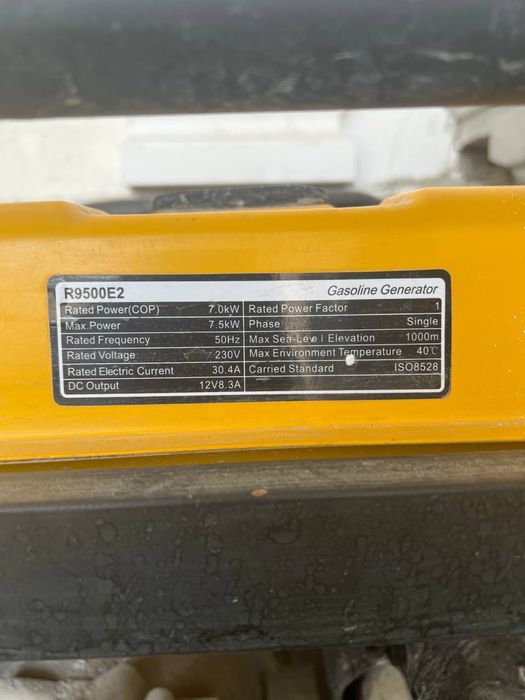 R9500E2 Gasoline Generator
Rated Power(COP) 7.0kW Rated Power Factor 1
Max.Power 7.5kW Phase Single
Rated Frequency 50Hz Max Sea-Level Elevation 1000m
Rated Voltage 230V Max Environment Temperature 40℃
Rated Electric Current 30.4A Carried Standard ISO8528
DC Output 12V8.3A